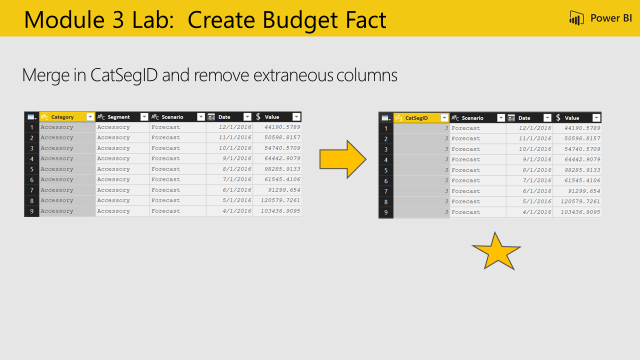 Module 3 Lab: Create Budget Fact
Power BI
Merge in CatSegID and remove extraneous columns
Category Segment Scenario Date $ Value
1 Accessory Accessory Forecast 12/1/2016 44190.5789
2 Accessory Accessory Forecast 11/1/2016 50598.8157
3 Accessory Accessory Forecast 10/1/2016 54740.5709
4 Accessory Accessory Forecast 9/1/2016 64442.9079
5 Accessory Accessory Forecast 8/1/2016 98285.9133
6 Accessory Accessory Forecast 7/1/2016 61545.4106
7 Accessory Accessory Forecast 6/1/2016 91299.654
8 Accessory Accessory Forecast 5/1/2016 120579.7261
9 Accessory Accessory Forecast 4/1/2016 103436.9095
CatSegID Scenario Date $ Value
1 3 Forecast 12/1/2016 44190.5789
2 3 Forecast 11/1/2016 50598.8157
3 3 Forecast 10/1/2016 54740.5709
4 3 Forecast 9/1/2016 64442.9079
5 3 Forecast 8/1/2016 98285.9133
6 3 Forecast 7/1/2016 61545.4106
7 3 Forecast 6/1/2016 91299.654
8 3 Forecast 5/1/2016 120579.7261
9 3 Forecast 4/1/2016 103436.9095